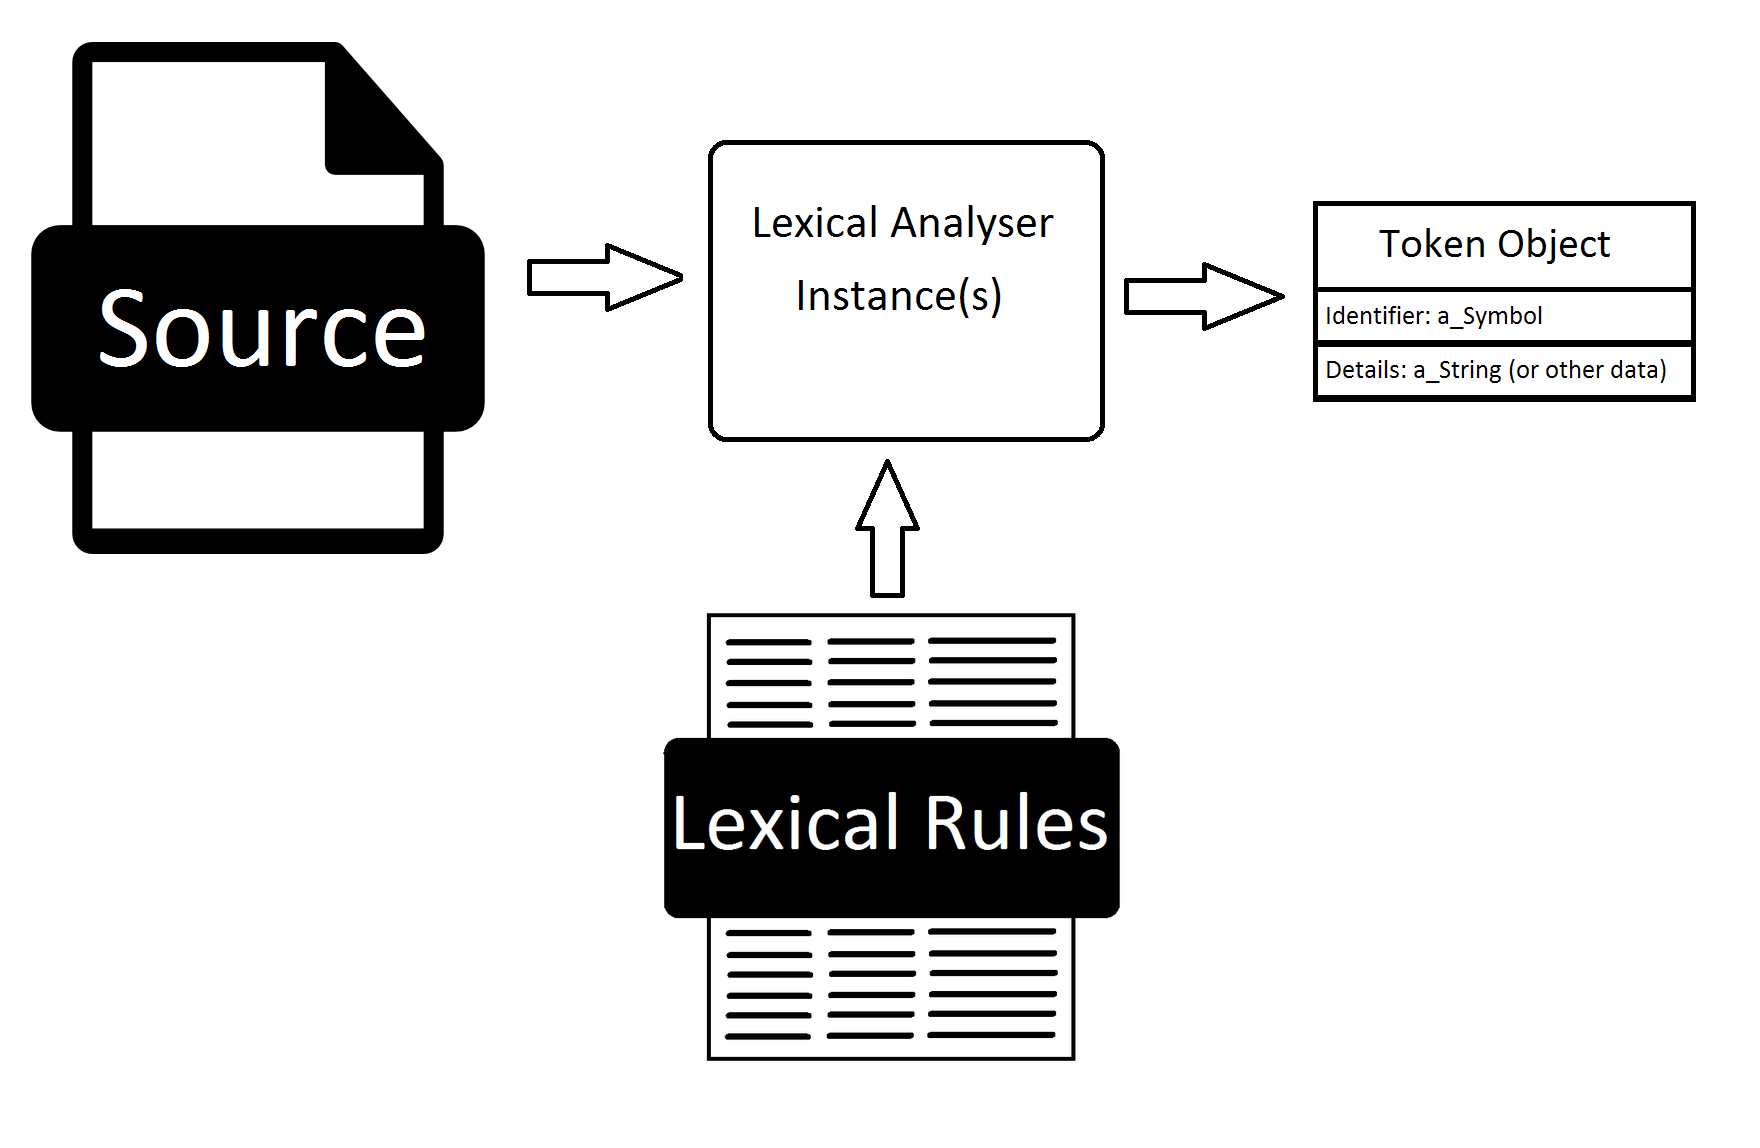 Source
Lexical Analyser
Instance(s)
Token Object
Identifier: a_Symbol
Details: a_String (or other data)
Lexical Rules